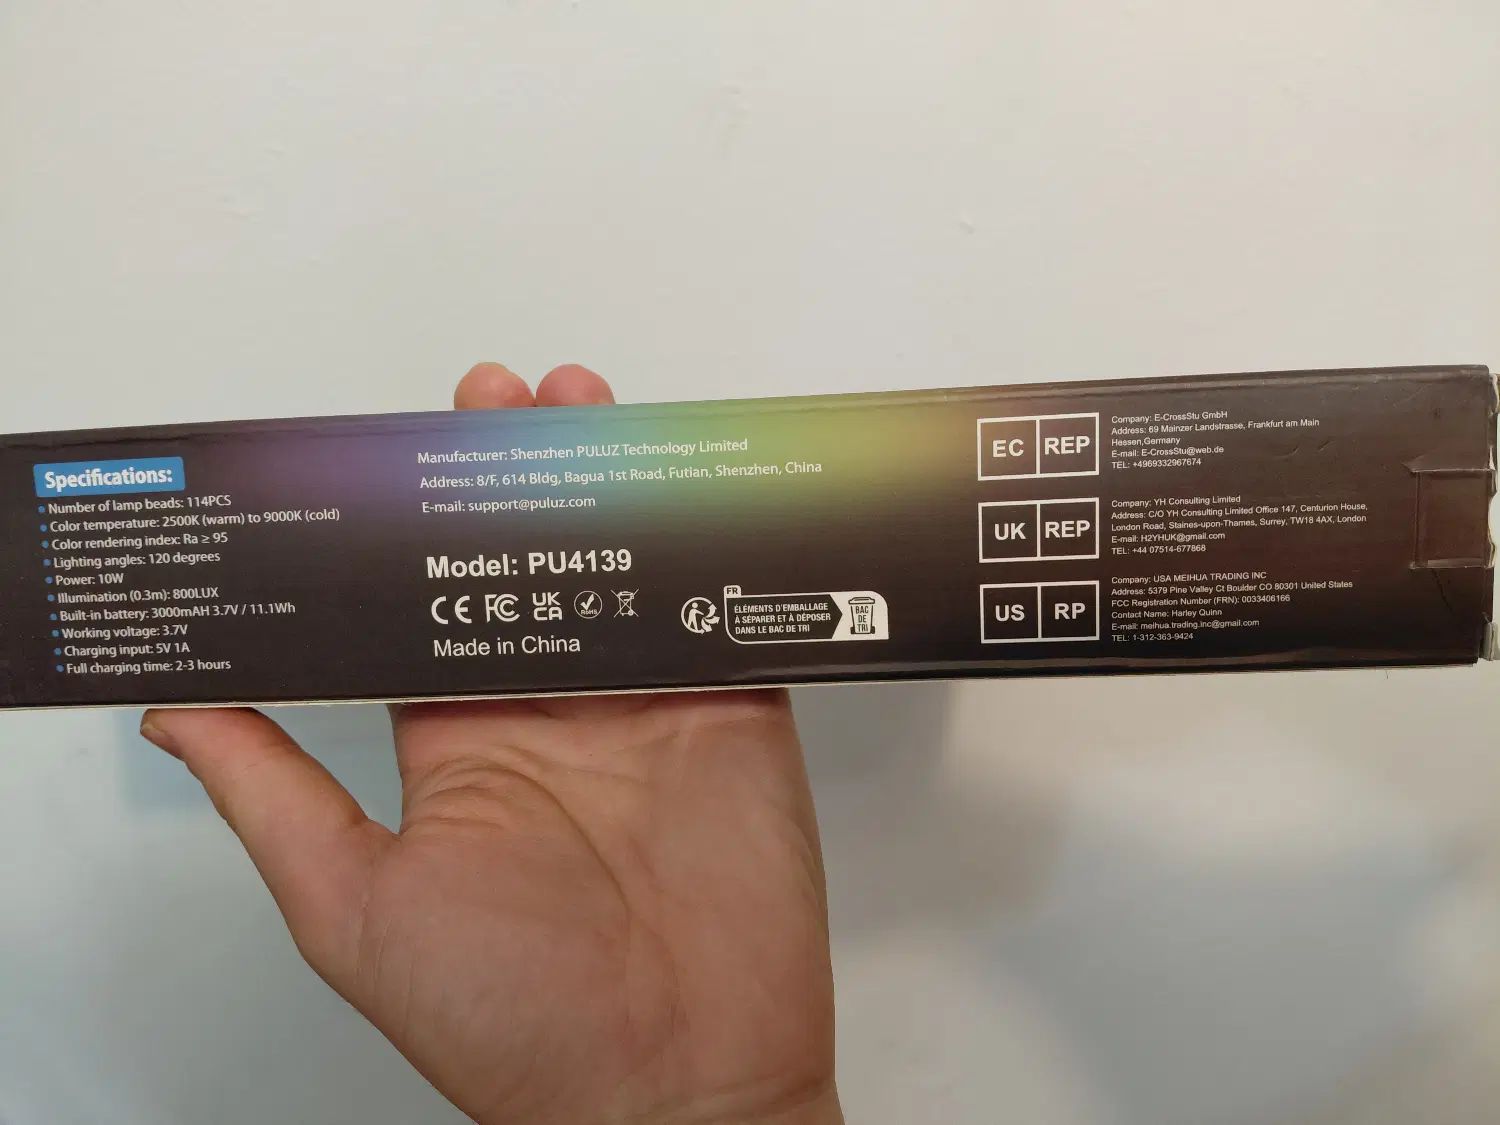 Specifications:
Number of lamp beads: 114PCS
Color temperature: 2500K (warm) to 9000K (cold)
Color rendering index: Ra ≥ 95
Lighting angles: 120 degrees
Power: 10W
Illumination (0.3m): 800LUX
Built-in battery: 3000mAH 3.7V / 11.1Wh
Working voltage: 3.7V
Charging input: 5V 1A
Full charging time: 2-3 hours
Manufacturer: Shenzhen PULUZ Technology Limited
Address: 8/F, 614 Bldg, Bagua 1st Road, Futian, Shenzhen, China
E-mail: support@puluz.com
Model: PU4139
CE FC UK CA RoHS
Made in China
FR
ÉLÉMENTS D'EMBALLAGE
À SÉPARER ET À DÉPOSER
DANS LE BAC DE TRI
BAC
DE
TRI
EC REP
Company: E-CrossStu GmbH
Address: 69 Mainzer Landstrasse, Frankfurt am Main
Hessen,Germany
E-mail: E-CrossStu@web.de
TEL: +4969332967674
UK REP
Company: YH Consulting Limited
Address: C/O YH Consulting Limited Office 147, Centurion House,
London Road, Staines-upon-Thames, Surrey, TW18 4AX, London
E-mail: H2YHUK@gmail.com
TEL: +44 07514-677868
US RP
Company: USA MEIHUA TRADING INC
Address: 5379 Pine Valley Ct Boulder CO 80301 United States
FCC Registration Number (FRN): 0033406166
Contact Name: Harley Quinn
E-mail: meihua.trading.inc@gmail.com
TEL: 1-312-363-9424